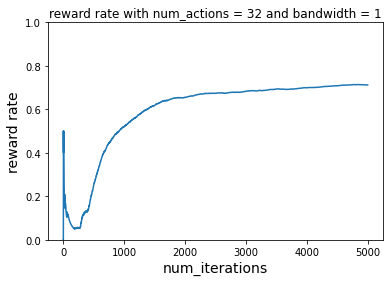 reward rate with num_actions = 32 and bandwidth = 1
1.0
0.8
0.6
0.4
0.2
0.0
reward rate
0 1000 2000 3000 4000 5000
num_iterations